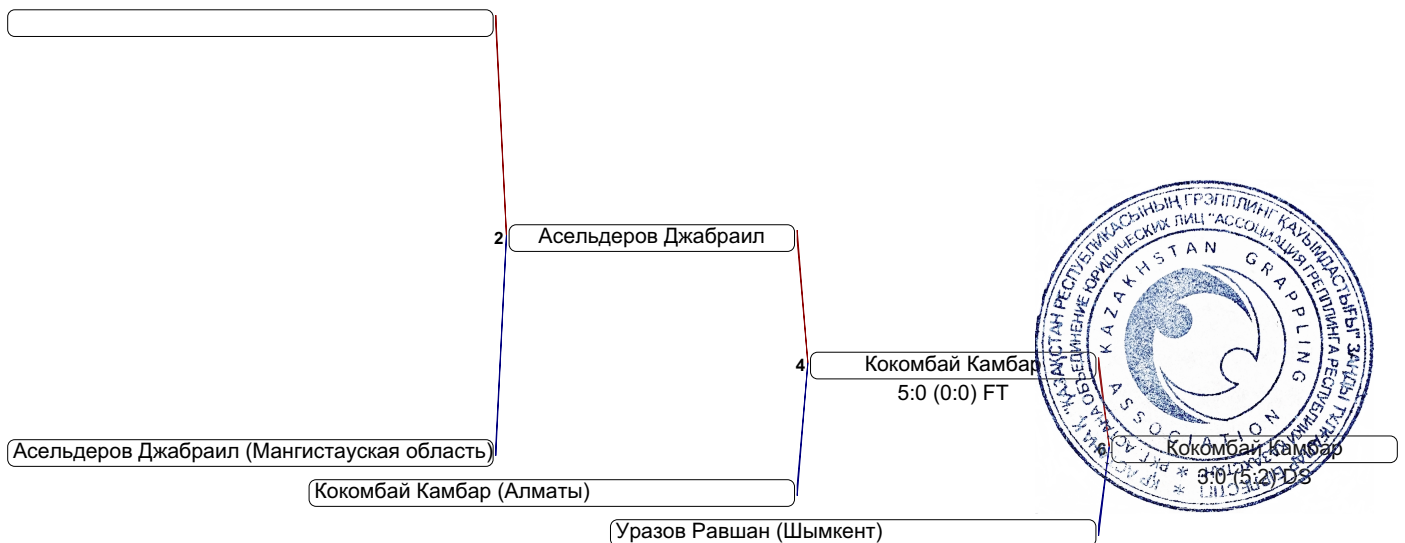 2
Асельдеров Джабраил
4
Кокомбай Камбар
5:0 (0:0) FT
KAZAKHSTAN GRAPPLING
ASSOCIATION
Асельдеров Джабраил (Мангистауская область)
6
Кокомбай Камбар
3:0 (5:2) DS
Кокомбай Камбар (Алматы)
Уразов Равшан (Шымкент)